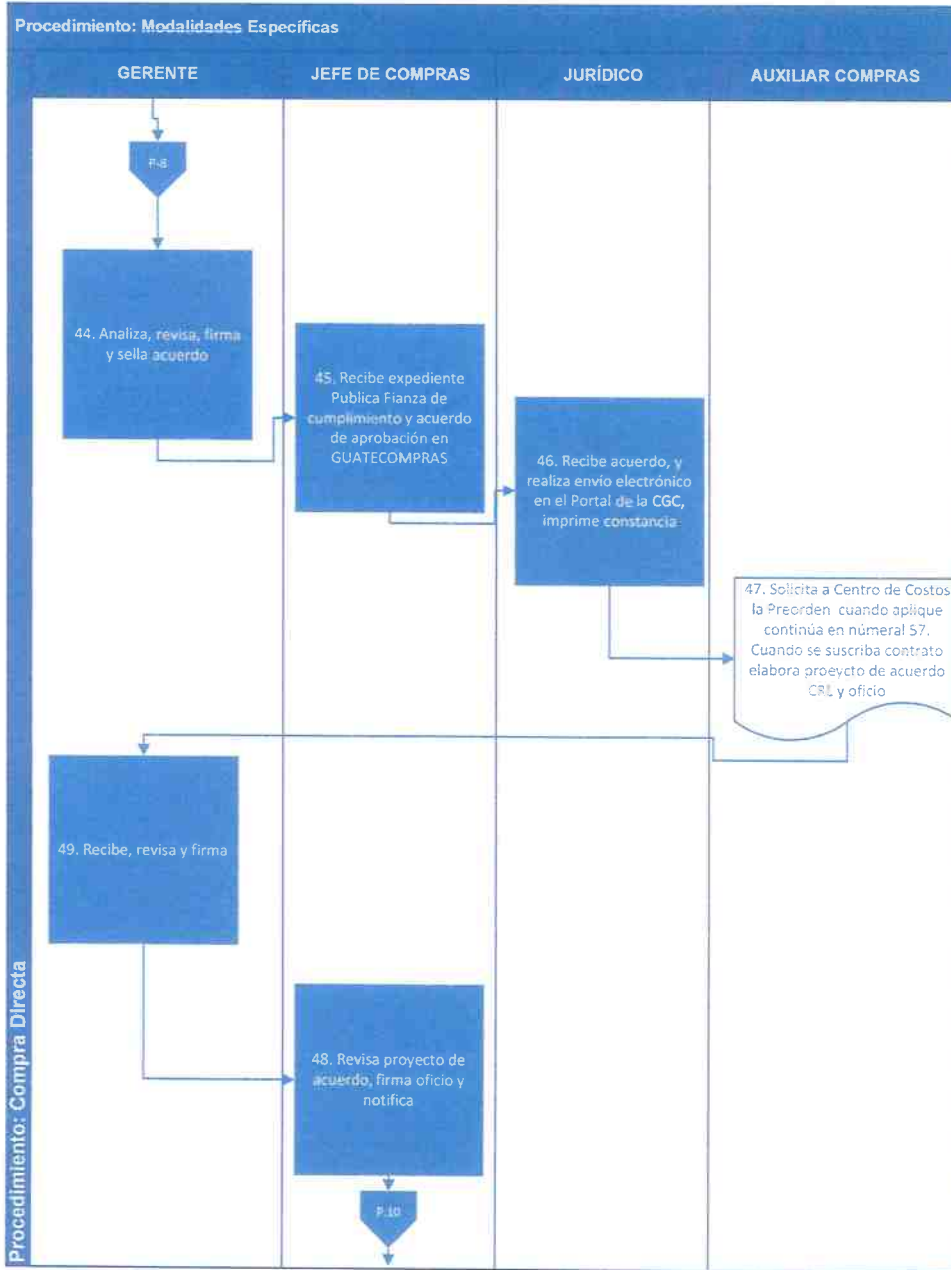 Procedimiento: Modalidades Específicas
GERENTE
JEFE DE COMPRAS
JURÍDICO
AUXILIAR COMPRAS
P-8
44. Analiza, revisa, firma
y sella acuerdo
45. Recibe expediente
Publica Fianza de
cumplimiento y acuerdo
de aprobación en
GUATECOMPRAS
46. Recibe acuerdo, y
realiza envío electrónico
en el Portal de la CGC,
imprime constancia
47. Solicita a Centro de Costos
la Preorden cuando aplique
continúa en númeral 57.
Cuando se suscriba contrato
elabora proeycto de acuerdo
y oficio
49. Recibe, revisa y firma
48. Revisa proyecto de
acuerdo, firma oficio y
notifica
P.10
Procedimiento: Compra Directa